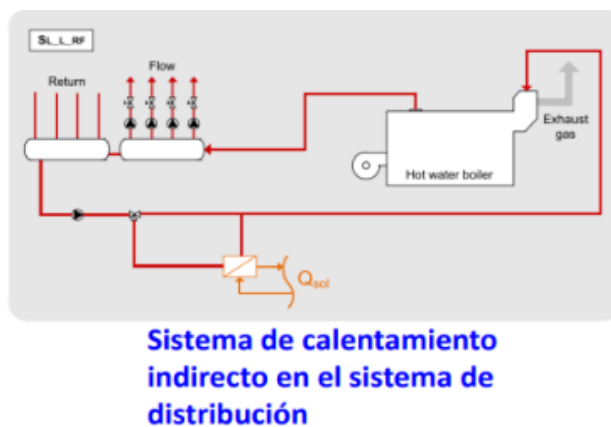 SL_L_RF
Flow
Return
Exhaust
gas
Hot water boiler
Qsol
Sistema de calentamiento
indirecto en el sistema de
distribución